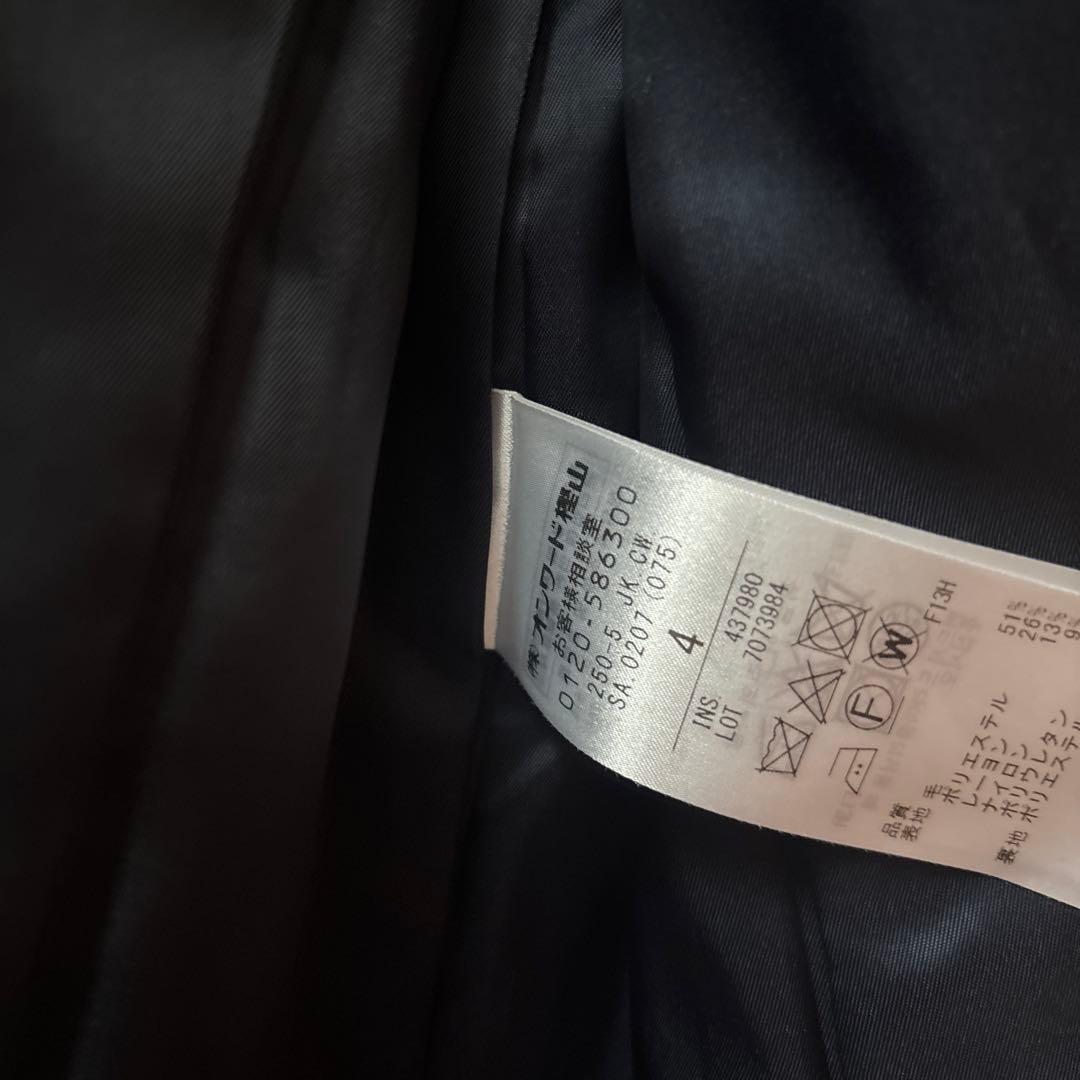 (株)オンワード樫山
お客様相談室
0120-586300
250-5 JK CW
SA.0207 (075)
4
INS. 437980
LOT 7073984
W
F
F13H
品質
表地 毛 51%
ポリエステル 26%
レーヨン 13%
ナイロン
ポリウレタン
裏地 ポリエステル